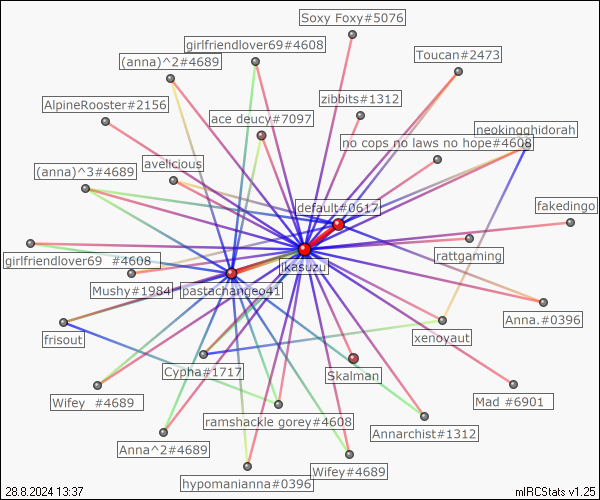 Soxy Foxy#5076
girlfriendlover69#4608
Toucan#2473
(anna)^2#4689
AlpineRooster#2156
zibbits#1312
ace deucy#7097
neokingghidorah
no cops no laws no hope#4608
avelicious
(anna)^3#4689
default#0617
fakedingo
girlfriendlover69 #4608
jkasuzu
rattgaming
Mushy#1984
pastachangeo41
Anna.#0396
frisout
xenoyaut
Cypha#1717
Skalman
Wifey #4689
Mad #6901
ramshackle gorey#4608
Annarchist#1312
Anna^2#4689
hypomanianna#0396
Wifey#4689
28.8.2024 13:37
mIRCStats v1.25